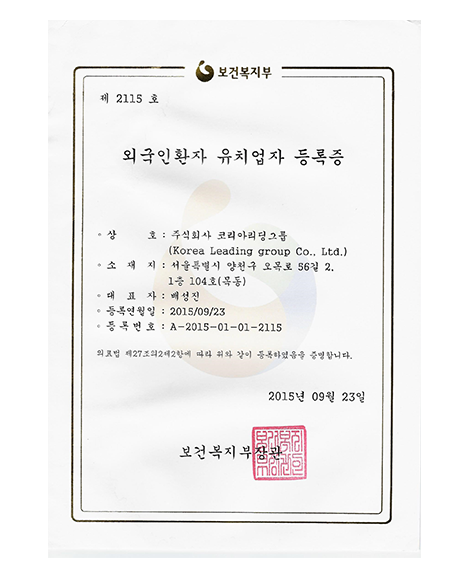 보건복지부
제 2115 호
외국인환자 유치업자 등록증
· 상 호 : 주식회사 코리아리딩그룹
(Korea Leading group Co., Ltd.)
· 소 재 지 : 서울특별시 양천구 오목로 56길 2,
1층 104호(목동)
· 대 표 자 : 배성진
· 등록연월일 : 2015/09/23
· 등 록 번 호 : A-2015-01-01-2115
의료법 제27조의2제2항에 따라 위와 같이 등록하였음을 증명합니다.
2015년 09월 23일
보건복지부장관